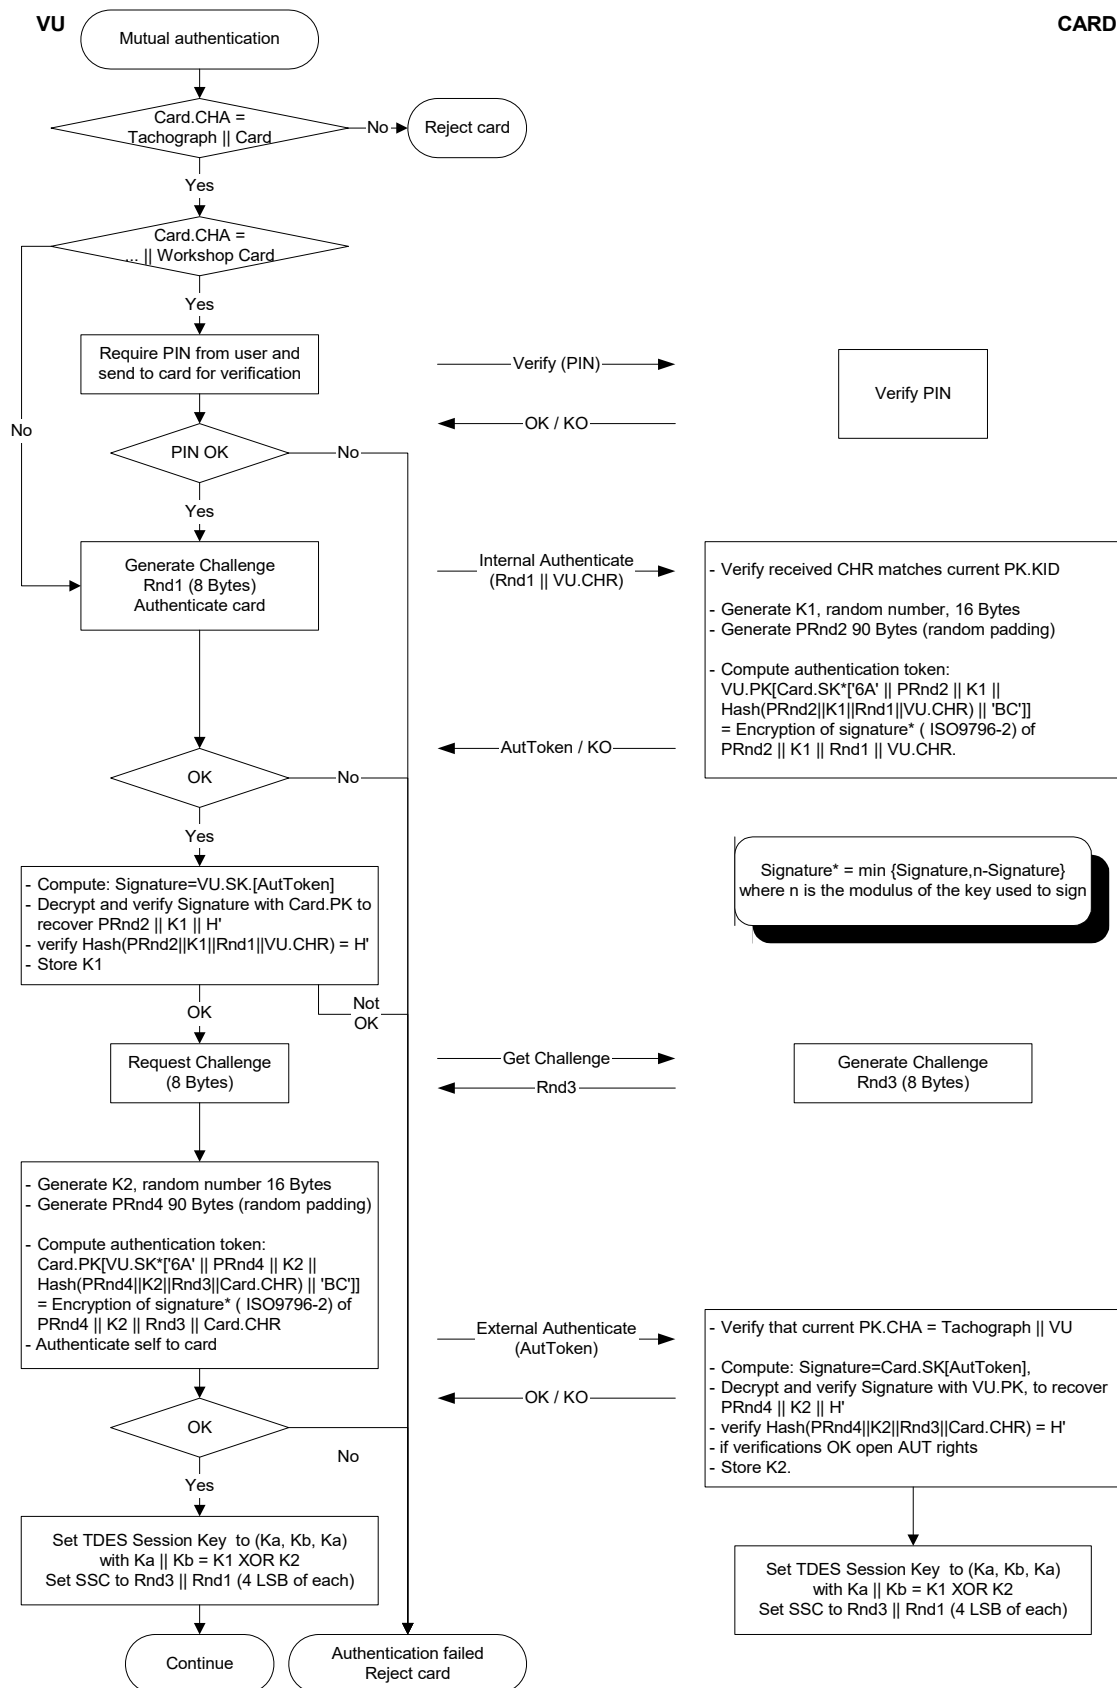 VU
CARD
Mutual authentication
Card.CHA =
Tachograph || Card
No
Reject card
Yes
Card.CHA =
... || Workshop Card
Yes
Require PIN from user and
send to card for verification
Verify (PIN)
Verify PIN
No
OK / KO
PIN OK
No
Yes
Generate Challenge
Rnd1 (8 Bytes)
Authenticate card
Internal Authenticate
(Rnd1 || VU.CHR)
- Verify received CHR matches current PK.KID
- Generate K1, random number, 16 Bytes
- Generate PRnd2 90 Bytes (random padding)
- Compute authentication token:
VU.PK[Card.SK*['6A' || PRnd2 || K1 ||
Hash(PRnd2||K1||Rnd1||VU.CHR) || 'BC']]
= Encryption of signature* ( ISO9796-2) of
PRnd2 || K1 || Rnd1 || VU.CHR.
AutToken / KO
OK
No
Yes
- Compute: Signature=VU.SK.[AutToken]
- Decrypt and verify Signature with Card.PK to
recover PRnd2 || K1 || H'
- verify Hash(PRnd2||K1||Rnd1||VU.CHR) = H'
- Store K1
Signature* = min {Signature,n-Signature}
where n is the modulus of the key used to sign
OK
Not
OK
Request Challenge
(8 Bytes)
Get Challenge
Rnd3
Generate Challenge
Rnd3 (8 Bytes)
- Generate K2, random number 16 Bytes
- Generate PRnd4 90 Bytes (random padding)
- Compute authentication token:
Card.PK[VU.SK*['6A' || PRnd4 || K2 ||
Hash(PRnd4||K2||Rnd3||Card.CHR) || 'BC']]
= Encryption of signature* ( ISO9796-2) of
PRnd4 || K2 || Rnd3 || Card.CHR
- Authenticate self to card
External Authenticate
(AutToken)
- Verify that current PK.CHA = Tachograph || VU
- Compute: Signature=Card.SK[AutToken],
- Decrypt and verify Signature with VU.PK, to recover
PRnd4 || K2 || H'
- verify Hash(PRnd4||K2||Rnd3||Card.CHR) = H'
- if verifications OK open AUT rights
- Store K2.
OK / KO
OK
No
Yes
Set TDES Session Key to (Ka, Kb, Ka)
with Ka || Kb = K1 XOR K2
Set SSC to Rnd3 || Rnd1 (4 LSB of each)
Set TDES Session Key to (Ka, Kb, Ka)
with Ka || Kb = K1 XOR K2
Set SSC to Rnd3 || Rnd1 (4 LSB of each)
Continue
Authentication failed
Reject card